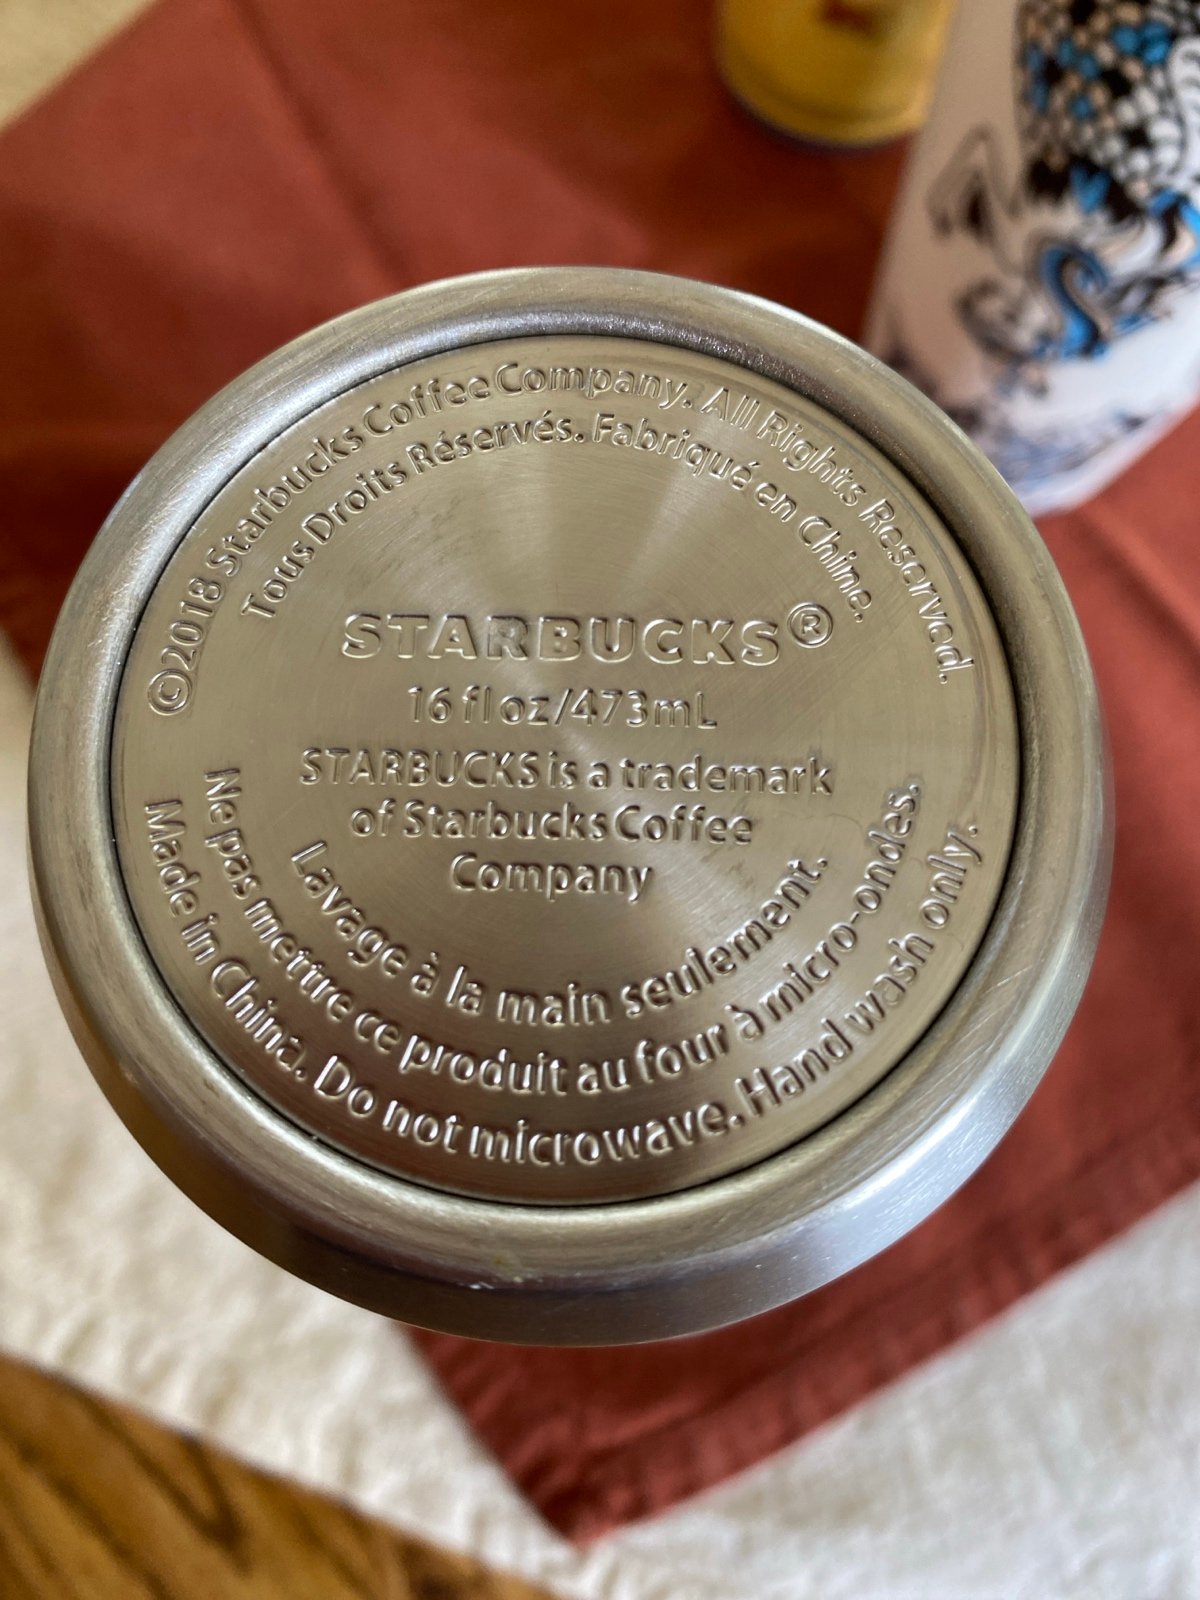 ©2018 Starbucks Coffee Company. All Rights Reserved.
Tous Droits Réservés. Fabriqué en Chine.
STARBUCKS®
16 fl oz/473mL
STARBUCKS is a trademark
of Starbucks Coffee
Company
Lavage à la main seulement.
Ne pas mettre ce produit au four à micro-ondes.
Made in China. Do not microwave. Hand wash only.